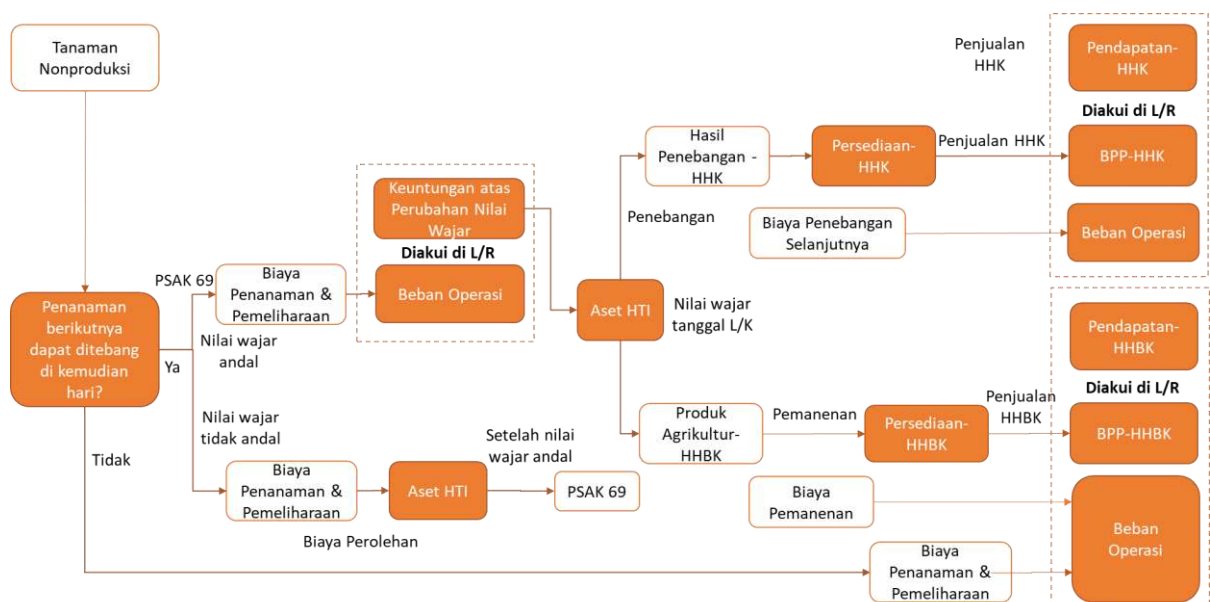 Tanaman
Nonproduksi
Penanaman
berikutnya
dapat ditebang
di kemudian
hari?
Ya
Tidak
PSAK 69
Nilai wajar
andal
Biaya
Penanaman &
Pemeliharaan
Keuntungan atas
Perubahan Nilai
Wajar
Diakui di L/R
Beban Operasi
Nilai wajar
tidak andal
Biaya
Penanaman &
Pemeliharaan
Biaya Perolehan
Aset HTI
Setelah nilai
wajar andal
PSAK 69
Aset HTI
Nilai wajar
tanggal L/K
Penebangan
Hasil
Penebangan -
HHK
Persediaan-
HHK
Penjualan HHK
Penjualan
HHK
Pendapatan-
HHK
Diakui di L/R
BPP-HHK
Biaya Penebangan
Selanjutnya
Beban Operasi
Produk
Agrikultur-
HHBK
Pemanenan
Persediaan-
HHBK
Penjualan
HHBK
Pendapatan-
HHBK
Diakui di L/R
BPP-HHBK
Biaya
Pemanenan
Beban
Operasi
Biaya
Penanaman &
Pemeliharaan